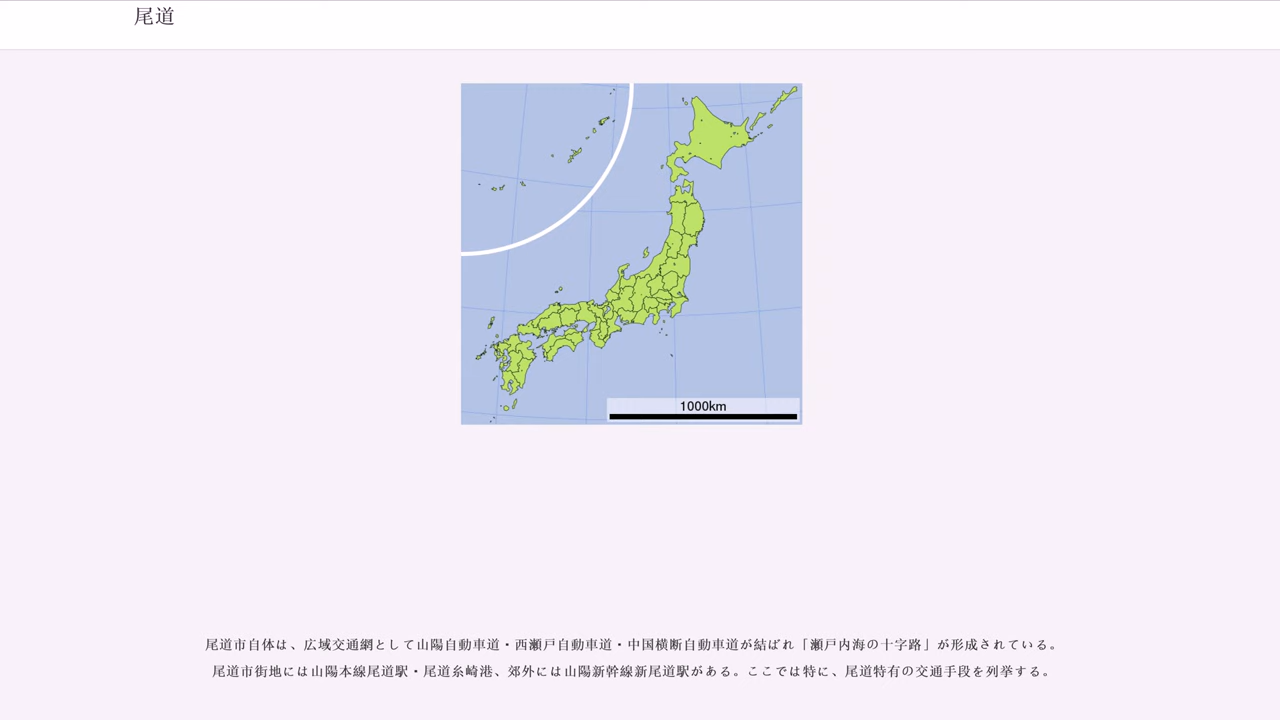 尾道
1000km
尾道市自体は、広域交通網として山陽自動車道・西瀬戸自動車道・中国横断自動車道が結ばれ「瀬戸内海の十字路」が形成されている。
尾道市街地には山陽本線尾道駅・尾道糸崎港、郊外には山陽新幹線新尾道駅がある。ここでは特に、尾道特有の交通手段を列挙する。